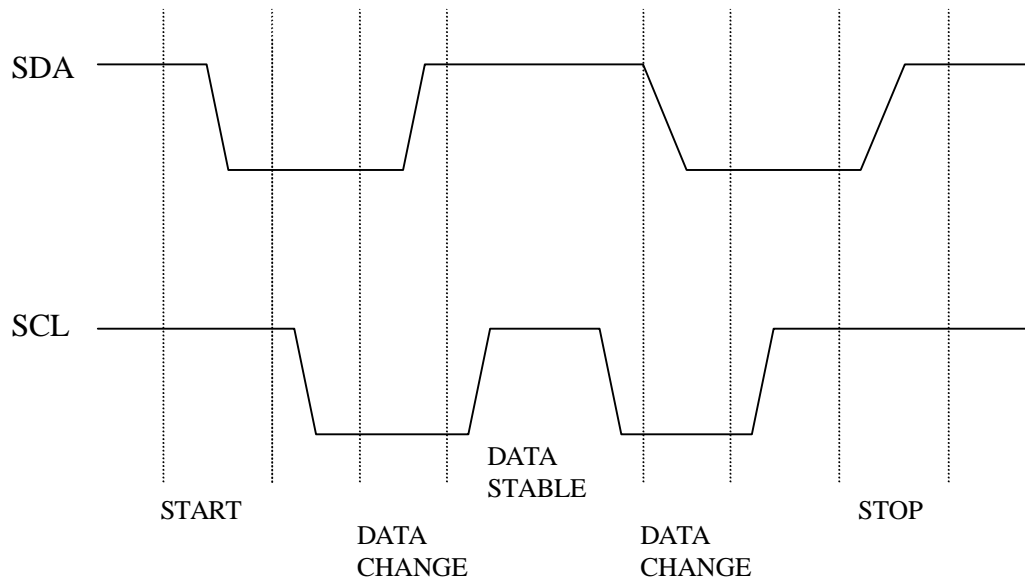 SDA
SCL
DATA
STABLE
START
STOP
DATA
CHANGE
DATA
CHANGE